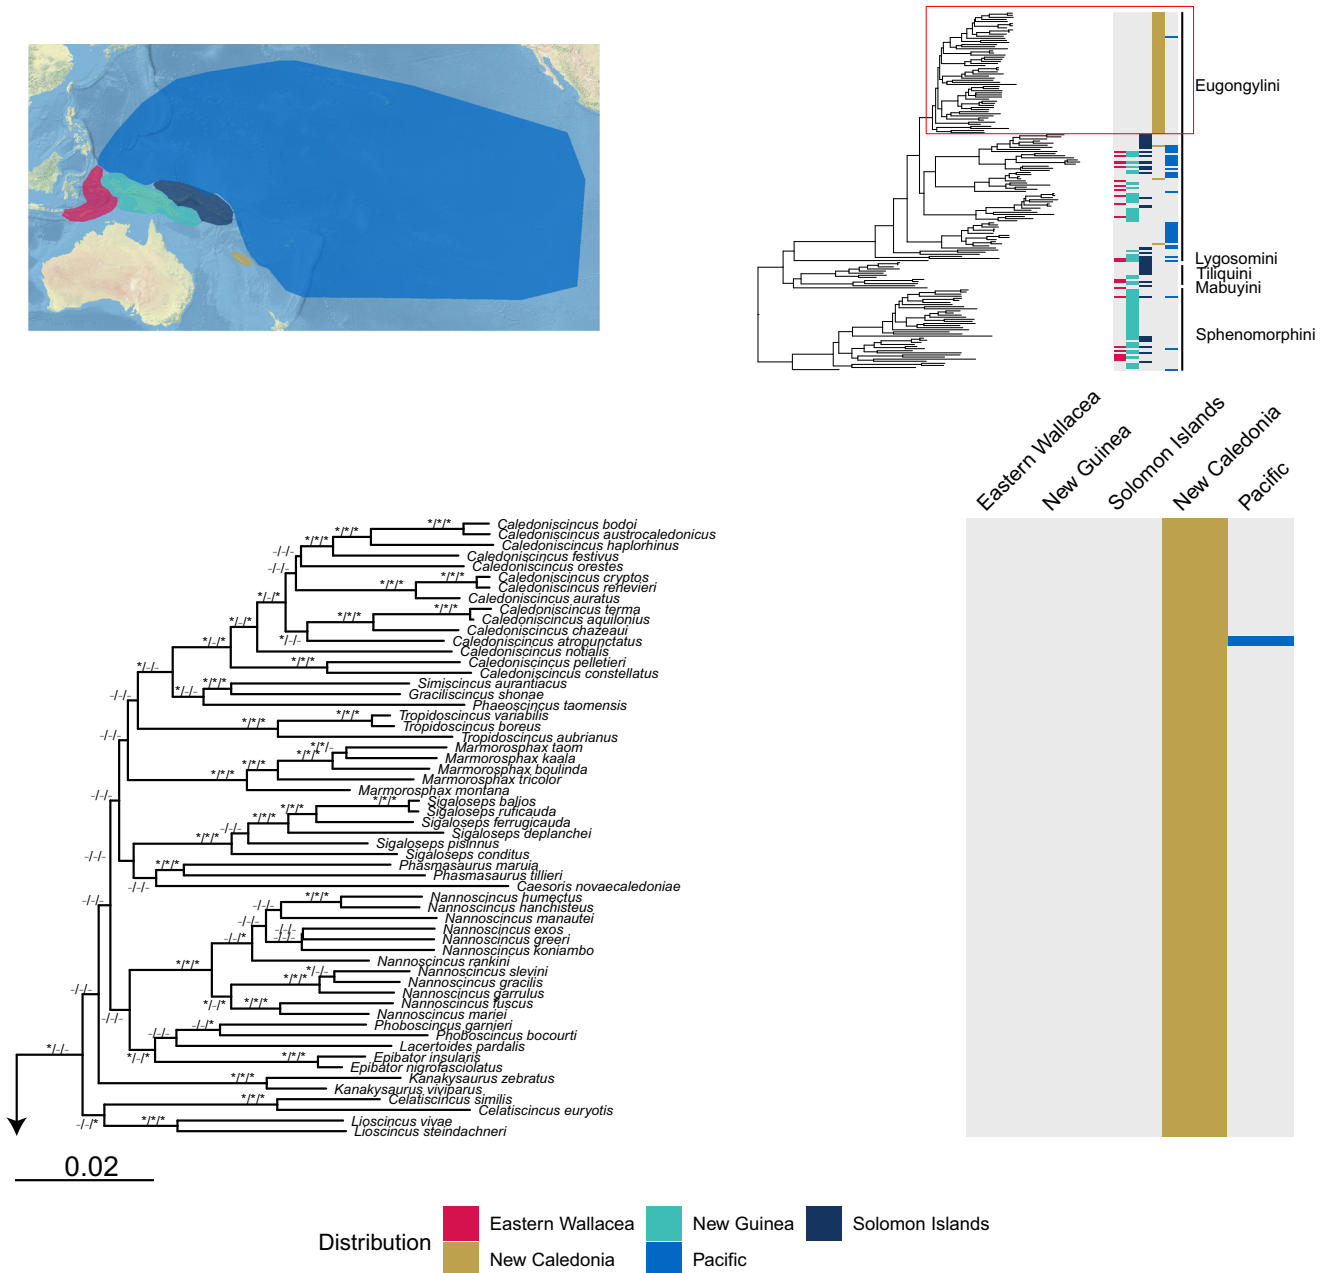 Eugongylini
Lygosomini
Tiliquini
Mabuyini
Sphenomorphini
Eastern Wallacea
New Guinea
Solomon Islands
New Caledonia
Pacific
*/*/*
Caledoniscincus bodoi
*/*/*
Caledoniscincus austrocaledonicus
Caledoniscincus haplorhinus
-/-/-
Caledoniscincus festivus
-/-/-
Caledoniscincus orestes
*/*/*
Caledoniscincus cryptos
*/*/*
Caledoniscincus renevieri
Caledoniscincus auratus
*/-/*
*/*/*
Caledoniscincus terma
*/*/*
Caledoniscincus aquilonius
Caledoniscincus chazeaui
*/-/*
*/-/-
Caledoniscincus atropunctatus
Caledoniscincus notialis
*/-/-
*/*/*
Caledoniscincus pelletieri
Caledoniscincus constellatus
*/*/*
Simiscincus aurantiacus
-/-/-
*/-/-
Graciliscincus shonae
Phaeoscincus taomensis
*/*/*
Tropidoscincus variabilis
*/*/*
Tropidoscincus boreus
-/-/-
Tropidoscincus aubrianus
*/*/-
Marmorosphax taom
*/*/*
Marmorosphax kaala
*/*/*
Marmorosphax boulinda
*/*/*
Marmorosphax tricolor
Marmorosphax montana
-/-/-
*/*/*
Sigaloseps balios
*/*/*
Sigaloseps ruficauda
*/*/*
Sigaloseps ferrugicauda
-/-/-
Sigaloseps deplanchei
*/*/*
Sigaloseps pisinnus
-/-/-
Sigaloseps conditus
*/*/*
Phasmasaurus maruia
Phasmasaurus tillieri
-/-/-
Caesoris novaecaledoniae
*/*/*
Nannoscincus humectus
-/-/-
-/-/-
Nannoscincus hanchisteus
Nannoscincus manautei
-/-/-
-/-/-
Nannoscincus exos
-/-/*
-/-/-
Nannoscincus greeri
Nannoscincus koniambo
*/*/*
Nannoscincus rankini
*/-/-
Nannoscincus slevini
*/*/*
Nannoscincus gracilis
-/-/-
Nannoscincus garrulus
*/-/*
*/*/*
Nannoscincus fuscus
Nannoscincus mariei
-/-/-
-/-/*
Phoboscincus garnieri
-/-/-
Phoboscincus bocourti
*/-/-
Lacertoides pardalis
*/-/*
*/*/*
Epibator insularis
Epibator nigrofasciolatus
*/*/*
Kanakysaurus zebratus
Kanakysaurus viviparus
*/*/*
Celatiscincus similis
Celatiscincus euryotis
-/-/*
*/*/*
Lioscincus vivae
Lioscincus steindachneri
0.02
Distribution
Eastern Wallacea
New Guinea
Solomon Islands
New Caledonia
Pacific